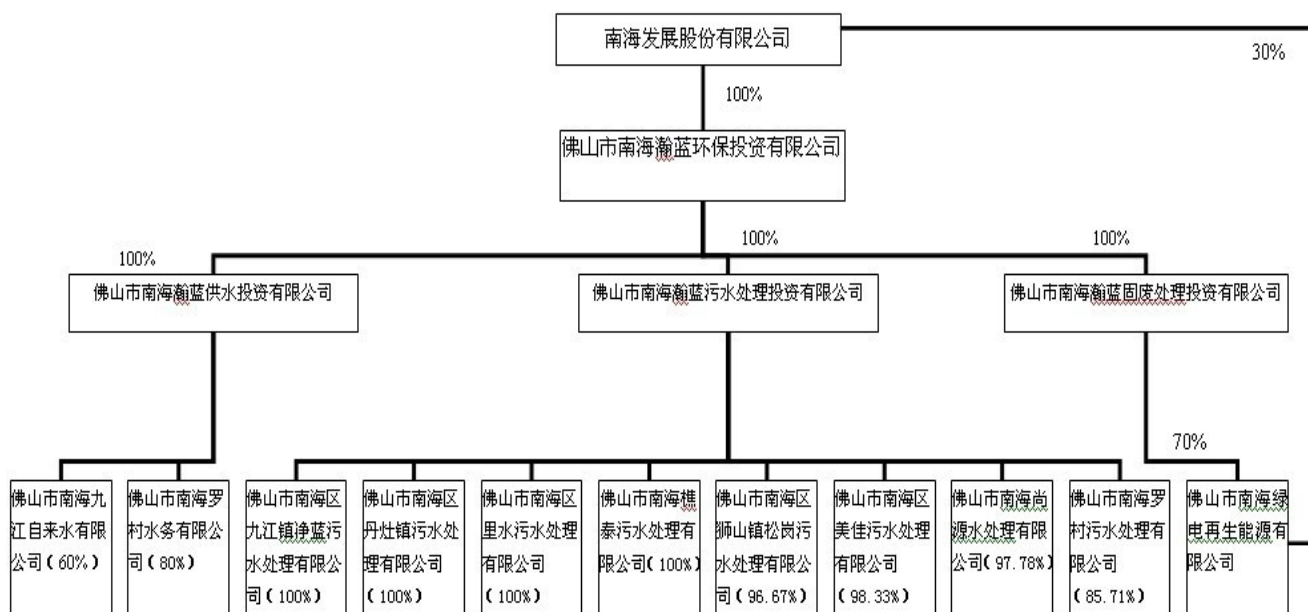 南海发展股份有限公司
30%
100%
佛山市南海瀚蓝环保投资有限公司
100%
100%
100%
佛山市南海瀚蓝供水投资有限公司
佛山市南海瀚蓝污水处理投资有限公司
佛山市南海瀚蓝固废处理投资有限公司
70%
佛山市南海九
江自来水有限
公司(60%)
佛山市南海罗
村水务有限公
司(80%)
佛山市南海区
九江镇净蓝污
水处理有限公
司(100%)
佛山市南海区
丹灶镇污水处
理有限公司
(100%)
佛山市南海区
里水污水处理
有限公司
(100%)
佛山市南海樵
泰污水处理有
限公司(100%)
佛山市南海区
狮山镇松岗污
水处理有限公
司(96.67%)
佛山市南海区
美佳污水处理
有限公司
(98.33%)
佛山市南海尚
源水处理有限
公司(97.78%)
佛山市南海罗
村污水处理有
限公司
(85.71%)
佛山市南海绿
电再生能源有
限公司